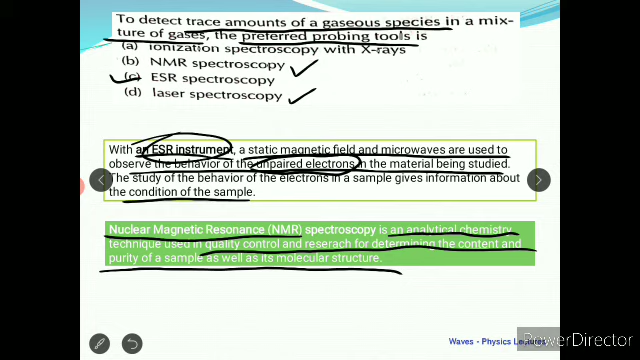 To detect trace amounts of a gaseous species in a mix-
ture of gases, the preferred probing tools is
(a) ionization spectroscopy with X-rays
(b) NMR spectroscopy
(c) ESR spectroscopy
(d) laser spectroscopy
With an ESR instrument, a static magnetic field and microwaves are used to
observe the behavior of the unpaired electrons in the material being studied.
The study of the behavior of the electrons in a sample gives information about
the condition of the sample.
Nuclear Magnetic Resonance (NMR) spectroscopy is an analytical chemistry
technique used in quality control and reserach for determining the content and
purity of a sample as well as its molecular structure.
Waves - Physics Lectures
PowerDirector